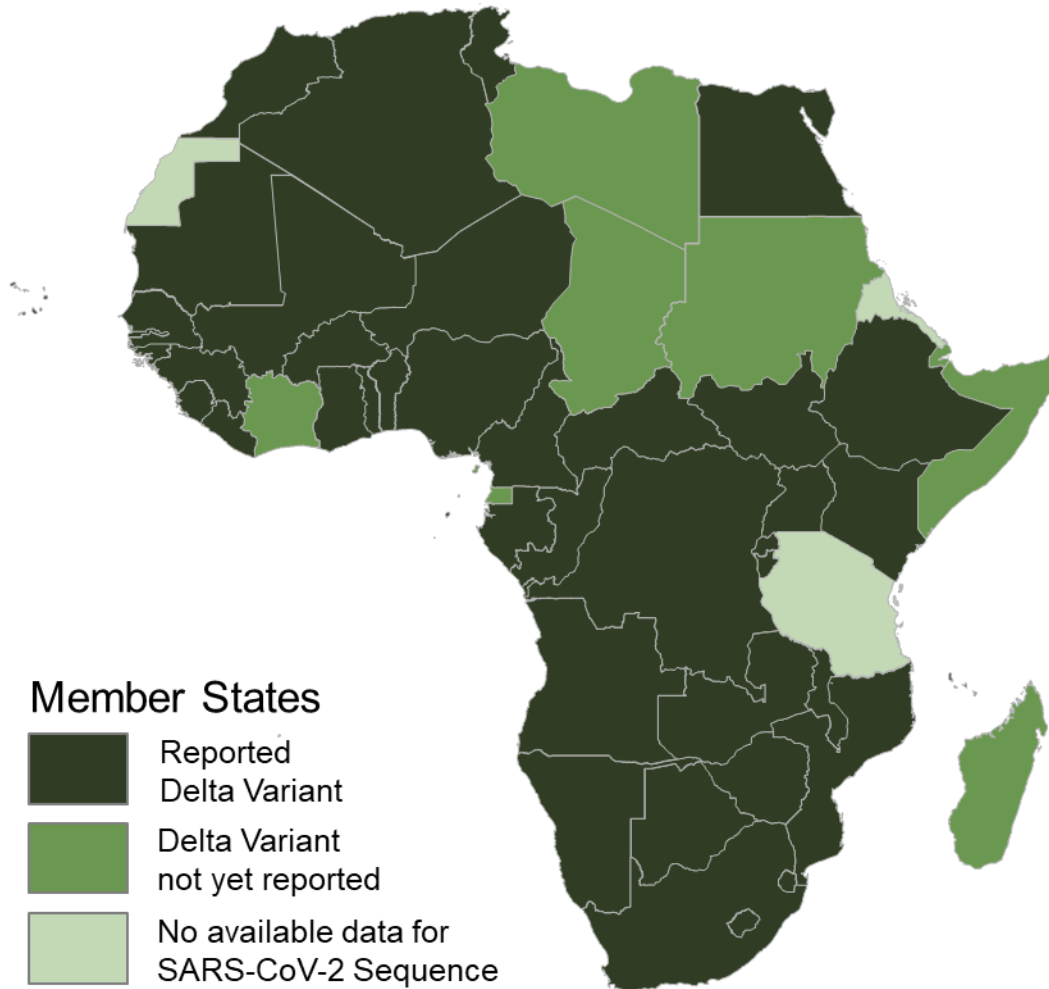 Member States
Reported
Delta Variant
Delta Variant
not yet reported
No available data for
SARS-CoV-2 Sequence